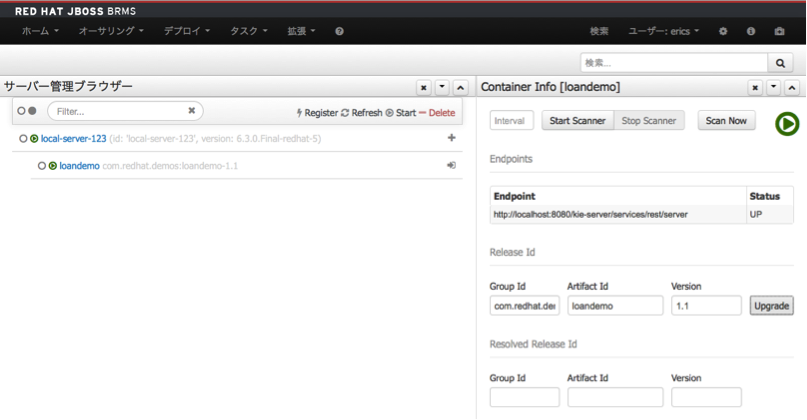 RED HAT JBOSS BRMS
ホーム オーサリング デプロイ タスク 拡張 検索 ユーザー: erics
検索...
サーバー管理ブラウザー
Filter... Register Refresh Start Delete
local-server-123 (id: 'local-server-123', version: 6.3.0.Final-redhat-5)
loandemo com.redhat.demos:loandemo-1.1
Container Info [loandemo]
Interval Start Scanner Stop Scanner Scan Now
Endpoints
Endpoint Status
http://localhost:8080/kie-server/services/rest/server UP
Release Id
Group Id Artifact Id Version
com.redhat.der loandemo 1.1 Upgrade
Resolved Release Id
Group Id Artifact Id Version